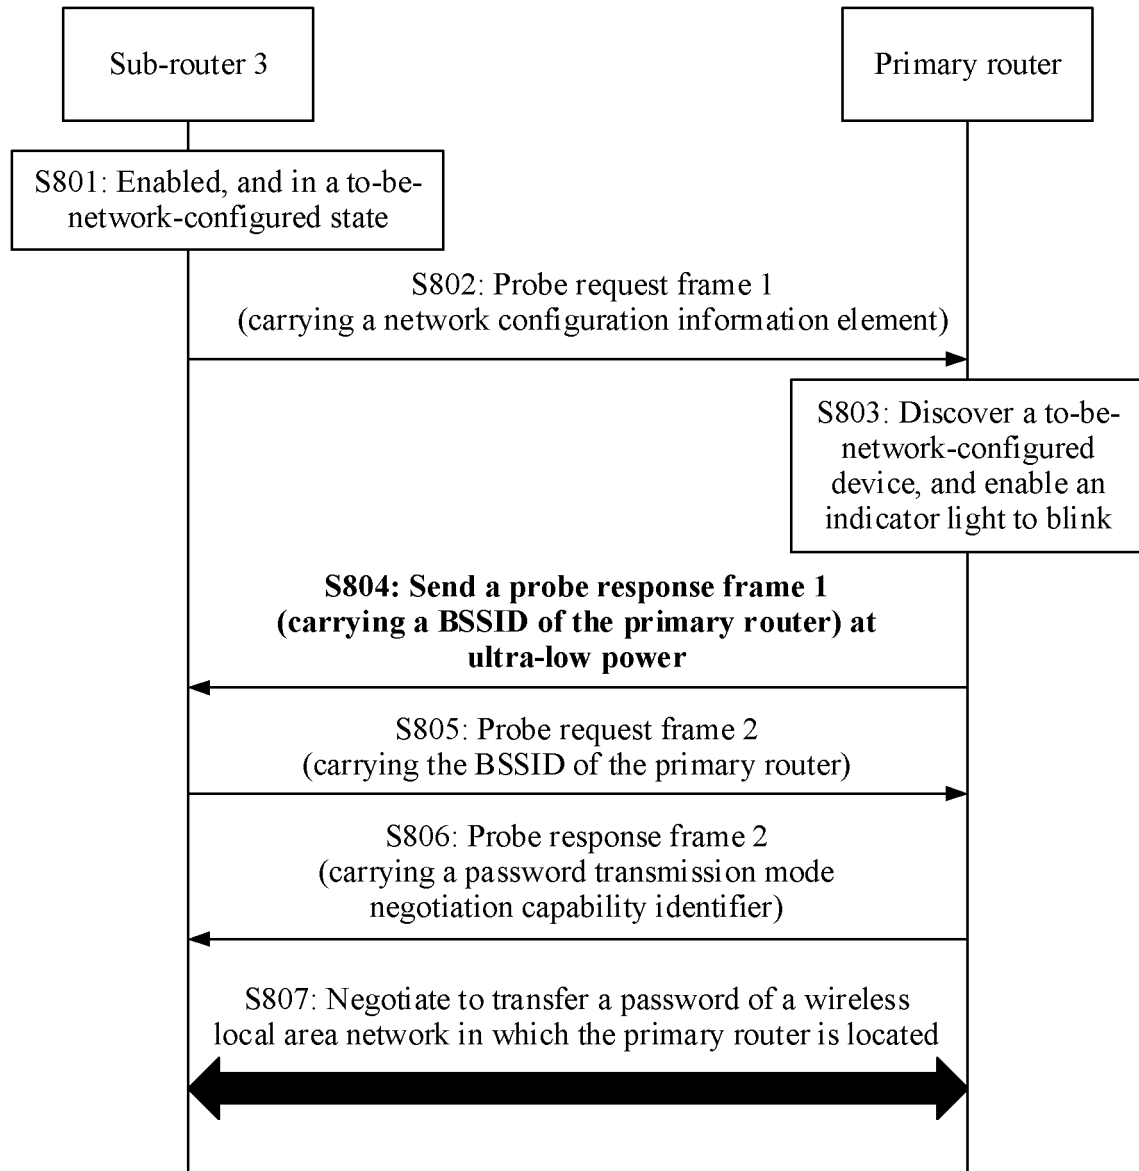 Sub-router 3
Primary router
S801: Enabled, and in a to-be-
network-configured state
S802: Probe request frame 1
(carrying a network configuration information element)
S803: Discover a to-be-
network-configured
device, and enable an
indicator light to blink
S804: Send a probe response frame 1
(carrying a BSSID of the primary router) at
ultra-low power
S805: Probe request frame 2
(carrying the BSSID of the primary router)
S806: Probe response frame 2
(carrying a password transmission mode
negotiation capability identifier)
S807: Negotiate to transfer a password of a wireless
local area network in which the primary router is located